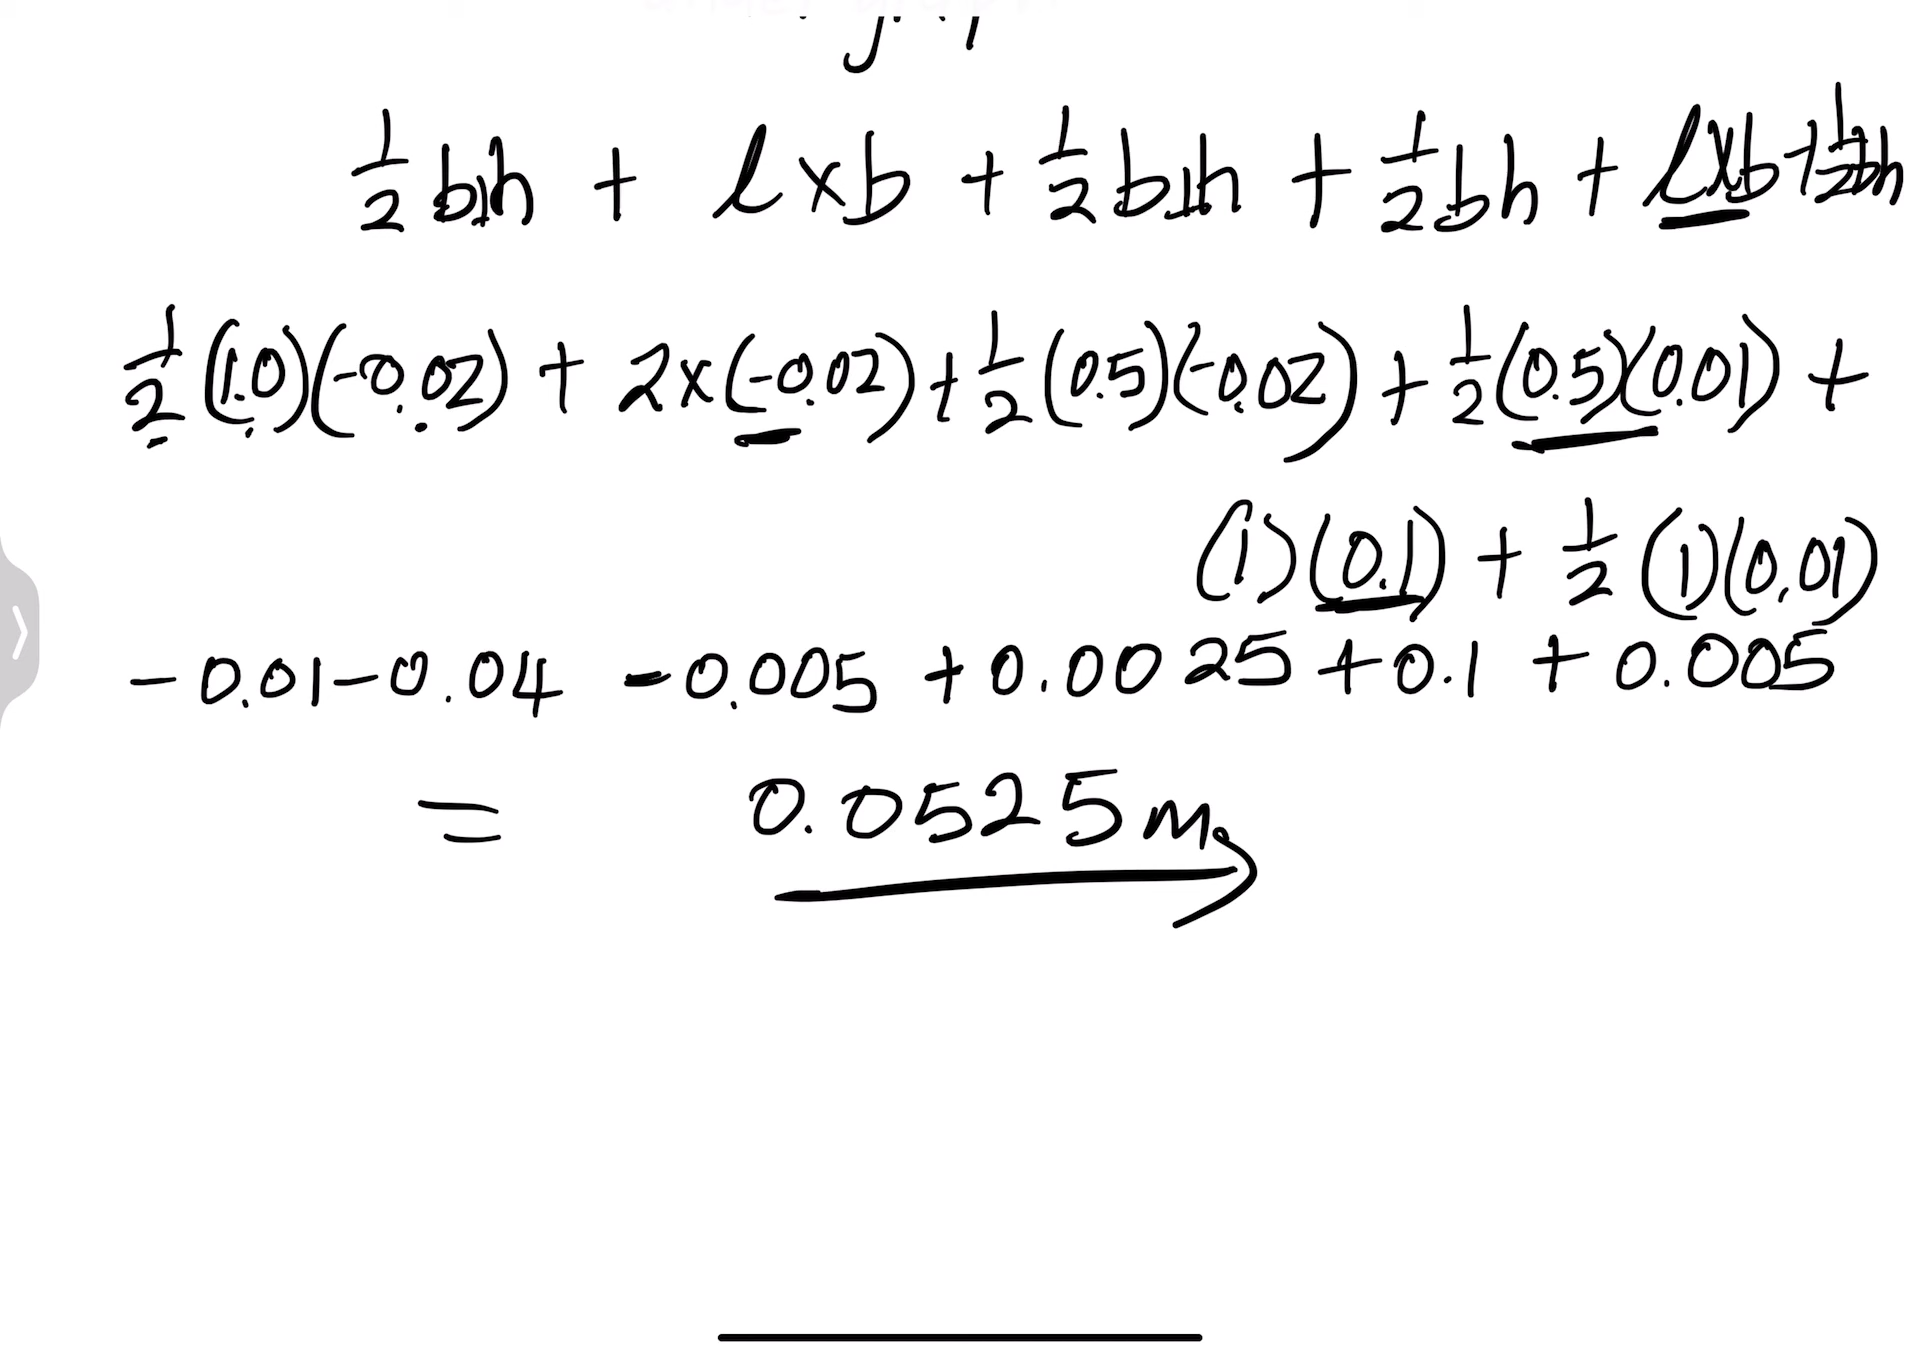 ½ bh + l x b + ½ bh + ½ bh + l x b + ½ bh
½ (1.0)(-0.02) + 2 x (-0.02) + ½ (0.5)(-0.02) + ½ (0.5)(0.01) +
(1)(0.1) + ½ (1)(0.01)
- 0.01 - 0.04 - 0.005 + 0.0025 + 0.1 + 0.005
= 0.0525 m